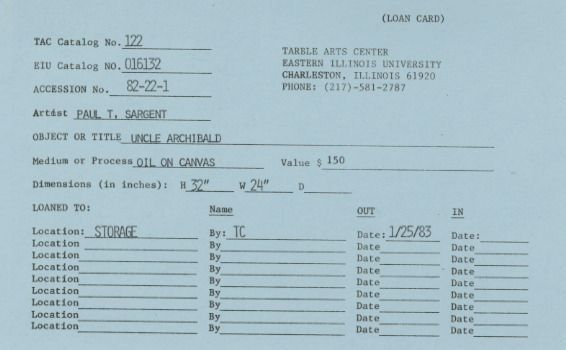 (LOAN CARD)
TAC Catalog No. 122
EIU Catalog NO. 016132
ACCESSION No. 82-22-1
TARBLE ARTS CENTER
EASTERN ILLINOIS UNIVERSITY
CHARLESTON, ILLINOIS 61920
PHONE: (217)-581-2787
Artist PAUL T. SARGENT
OBJECT OR TITLE UNCLE ARCHIBALD
Medium or Process OIL ON CANVAS Value $ 150
Dimensions (in inches): H 32" W 24" D
LOANED TO: Name OUT IN
Location: STORAGE By: TC Date: 1/25/83 Date:
Location By Date Date
Location By Date Date
Location By Date Date
Location By Date Date
Location By Date Date
Location By Date Date
Location By Date Date
Location By Date Date